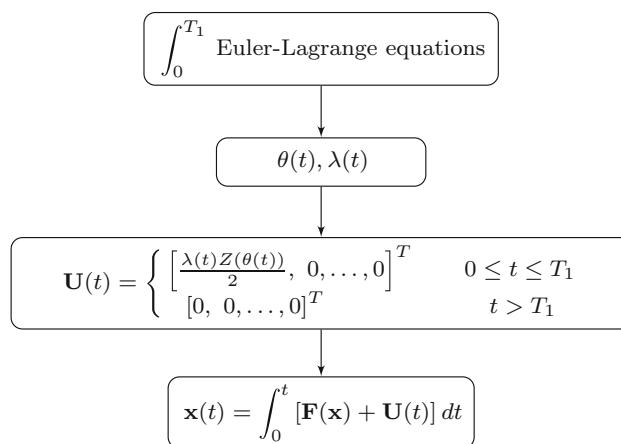 ∫₀^{T₁} Euler-Lagrange equations
θ(t), λ(t)
U(t) = { [λ(t)Z(θ(t))/2, 0, . . . , 0]^T 0 ≤ t ≤ T₁
[0, 0, . . . , 0]^T t > T₁
x(t) = ∫₀^t [F(x) + U(t)] dt